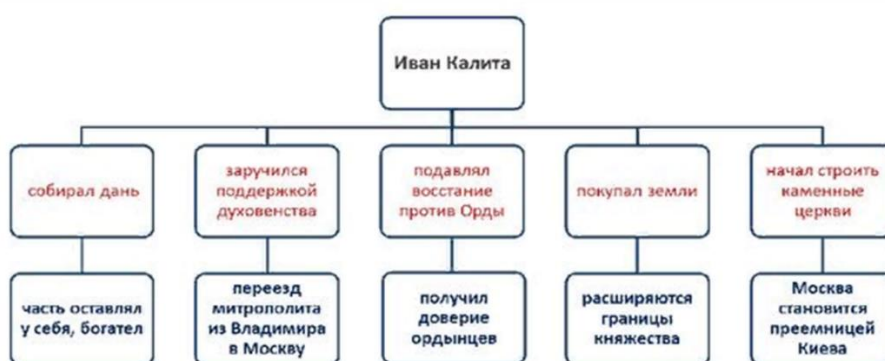 Иван Калита
собирал дань
заручился
поддержкой
духовенства
подавлял
восстание
против Орды
покупал земли
начал строить
каменные
церкви
часть оставлял
у себя, богател
переезд
митрополита
из Владимира
в Москву
получил
доверие
ордынцев
расширяются
границы
княжества
Москва
становится
преемницей
Киева